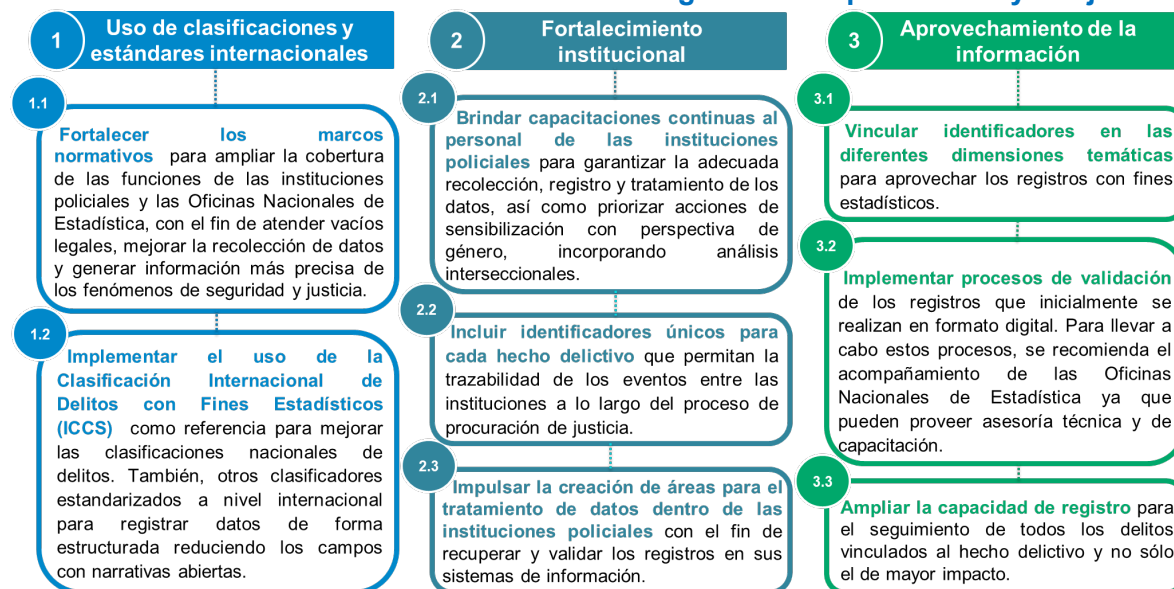 1
Uso de clasificaciones y
estándares internacionales
1.1
Fortalecer los marcos
normativos para ampliar la cobertura
de las funciones de las instituciones
policiales y las Oficinas Nacionales de
Estadística, con el fin de atender vacíos
legales, mejorar la recolección de datos
y generar información más precisa de
los fenómenos de seguridad y justicia.
1.2
Implementar el uso de la
Clasificación Internacional de
Delitos con Fines Estadísticos
(ICCS) como referencia para mejorar
las clasificaciones nacionales de
delitos. También, otros clasificadores
estandarizados a nivel internacional
para registrar datos de forma
estructurada reduciendo los campos
con narrativas abiertas.
2
Fortalecimiento
institucional
2.1
Brindar capacitaciones continuas al
personal de las instituciones
policiales para garantizar la adecuada
recolección, registro y tratamiento de los
datos, así como priorizar acciones de
sensibilización con perspectiva de
género, incorporando análisis
interseccionales.
2.2
Incluir identificadores únicos para
cada hecho delictivo que permitan la
trazabilidad de los eventos entre las
instituciones a lo largo del proceso de
procuración de justicia.
2.3
Impulsar la creación de áreas para el
tratamiento de datos dentro de las
instituciones policiales con el fin de
recuperar y validar los registros en sus
sistemas de información.
3
Aprovechamiento de la
información
3.1
Vincular identificadores en las
diferentes dimensiones temáticas
para aprovechar los registros con fines
estadísticos.
3.2
Implementar procesos de validación
de los registros que inicialmente se
realizan en formato digital. Para llevar a
cabo estos procesos, se recomienda el
acompañamiento de las Oficinas
Nacionales de Estadística ya que
pueden proveer asesoría técnica y de
capacitación.
3.3
Ampliar la capacidad de registro para
el seguimiento de todos los delitos
vinculados al hecho delictivo y no sólo
el de mayor impacto.